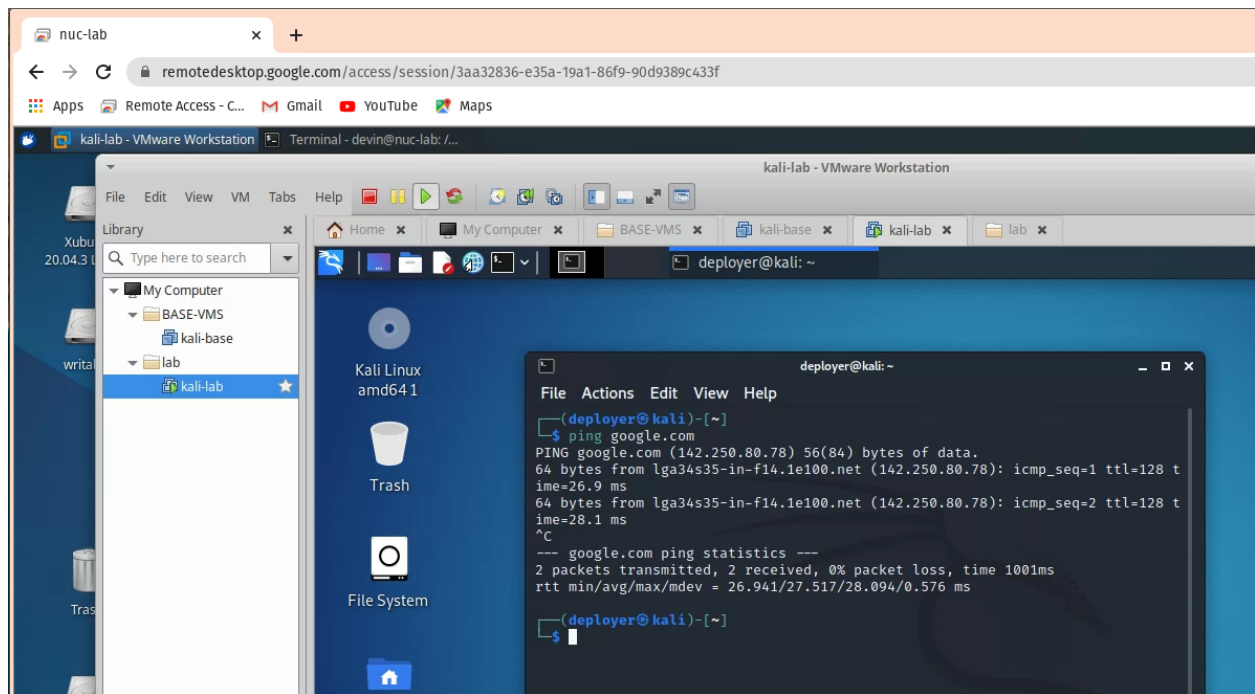 nuc-lab
remotedesktop.google.com/access/session/3aa32836-e35a-19a1-86f9-90d9389c433f
Apps Remote Access - C... Gmail YouTube Maps
kali-lab - VMware Workstation Terminal - devin@nuc-lab: /...
kali-lab - VMware Workstation
File Edit View VM Tabs Help
Library
Home My Computer BASE-VMS kali-base kali-lab lab
Type here to search
My Computer
BASE-VMS
kali-base
lab
kali-lab
Xubu
20.04.3 L
writal
Tras
deployer@kali: ~
Kali Linux
amd64 1
Trash
File System
deployer@kali: ~
File Actions Edit View Help
(deployer㉿kali)-[~]
$ ping google.com
PING google.com (142.250.80.78) 56(84) bytes of data.
64 bytes from lga34s35-in-f14.1e100.net (142.250.80.78): icmp_seq=1 ttl=128 t
ime=26.9 ms
64 bytes from lga34s35-in-f14.1e100.net (142.250.80.78): icmp_seq=2 ttl=128 t
ime=28.1 ms
^C
--- google.com ping statistics ---
2 packets transmitted, 2 received, 0% packet loss, time 1001ms
rtt min/avg/max/mdev = 26.941/27.517/28.094/0.576 ms
(deployer㉿kali)-[~]
$